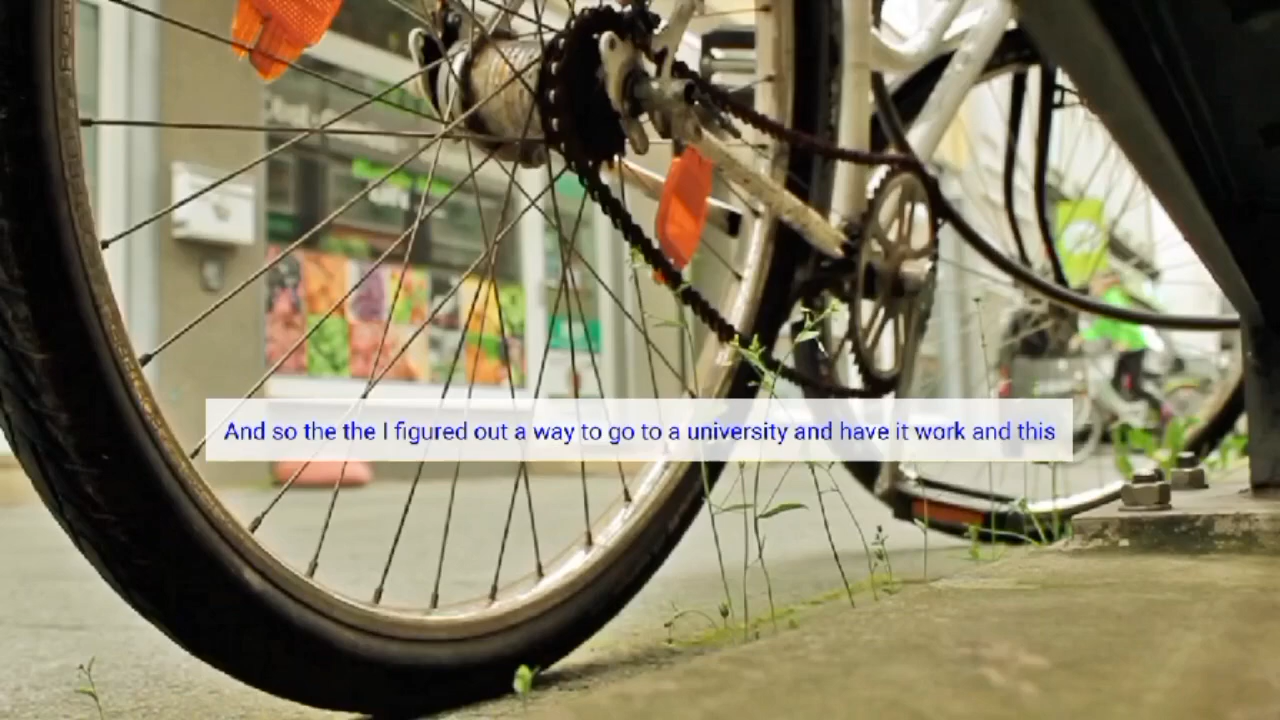 And so the the I figured out a way to go to a university and have it work and this